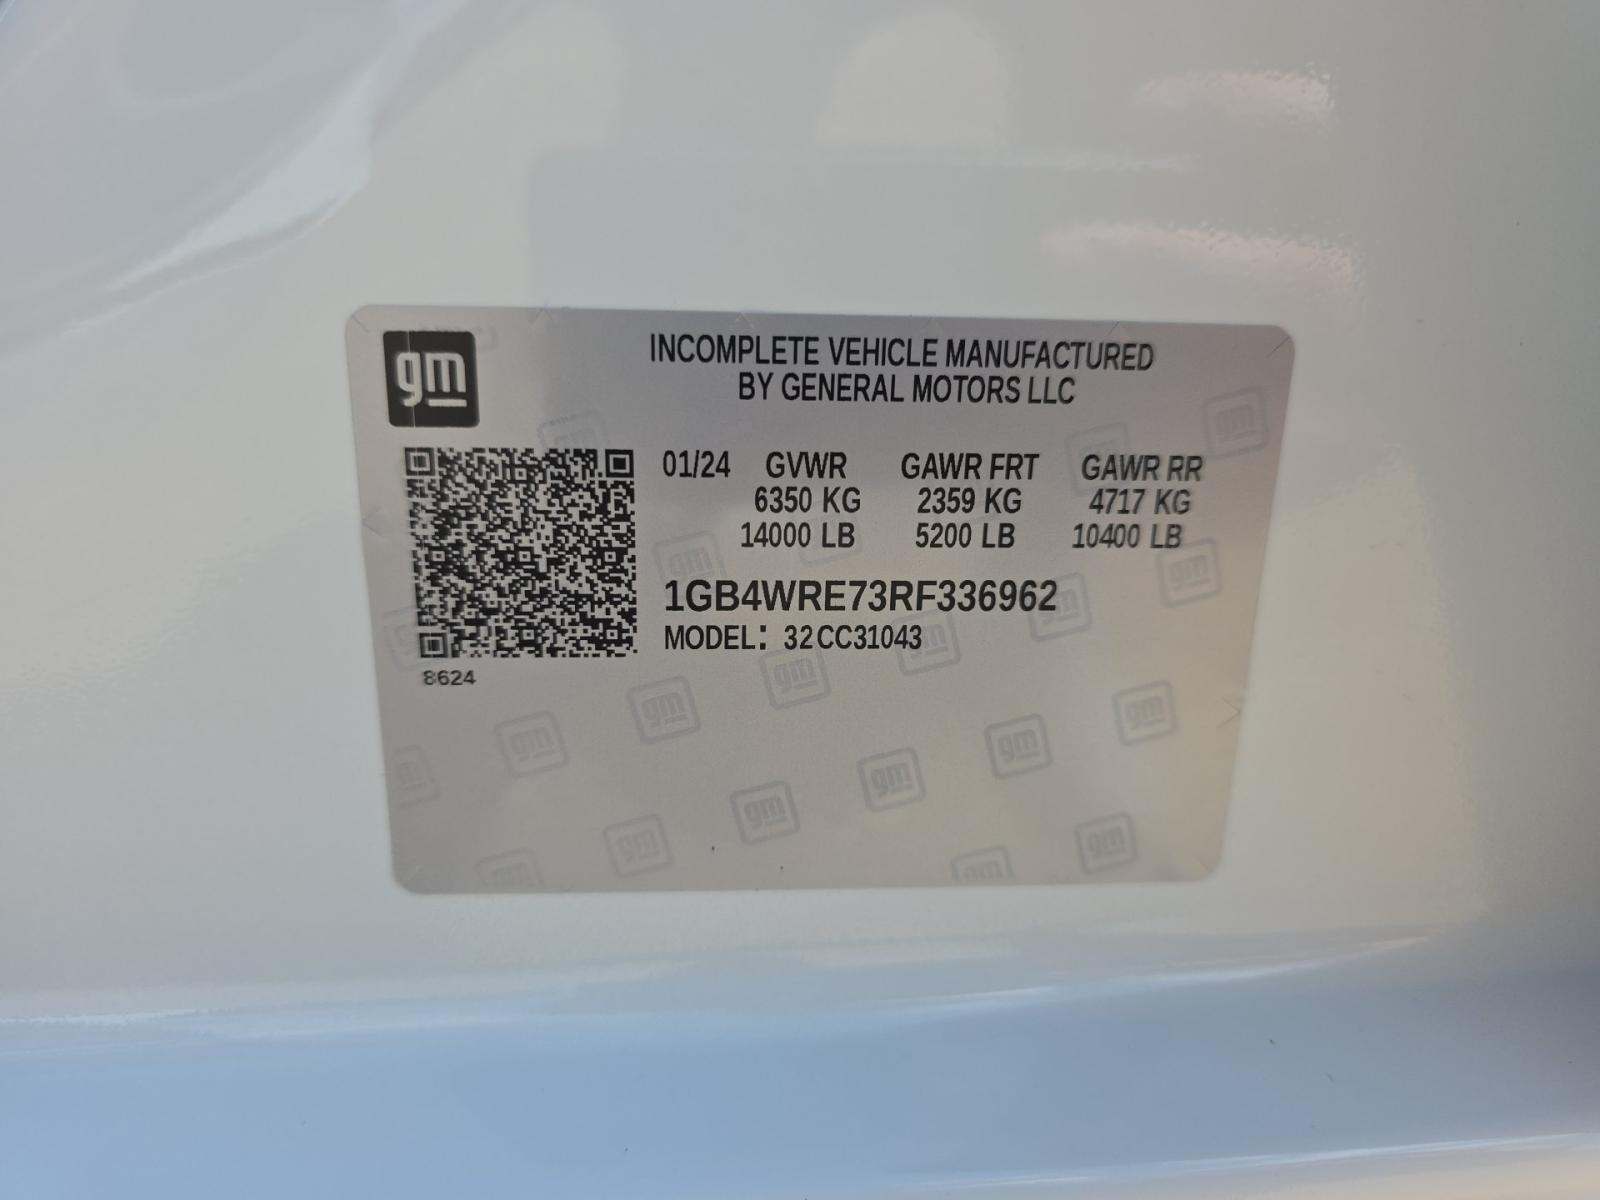 gm
INCOMPLETE VEHICLE MANUFACTURED
BY GENERAL MOTORS LLC
01/24 GVWR GAWR FRT GAWR RR
6350 KG 2359 KG 4717 KG
14000 LB 5200 LB 10400 LB
1GB4WRE73RF336962
MODEL: 32CC31043
8624